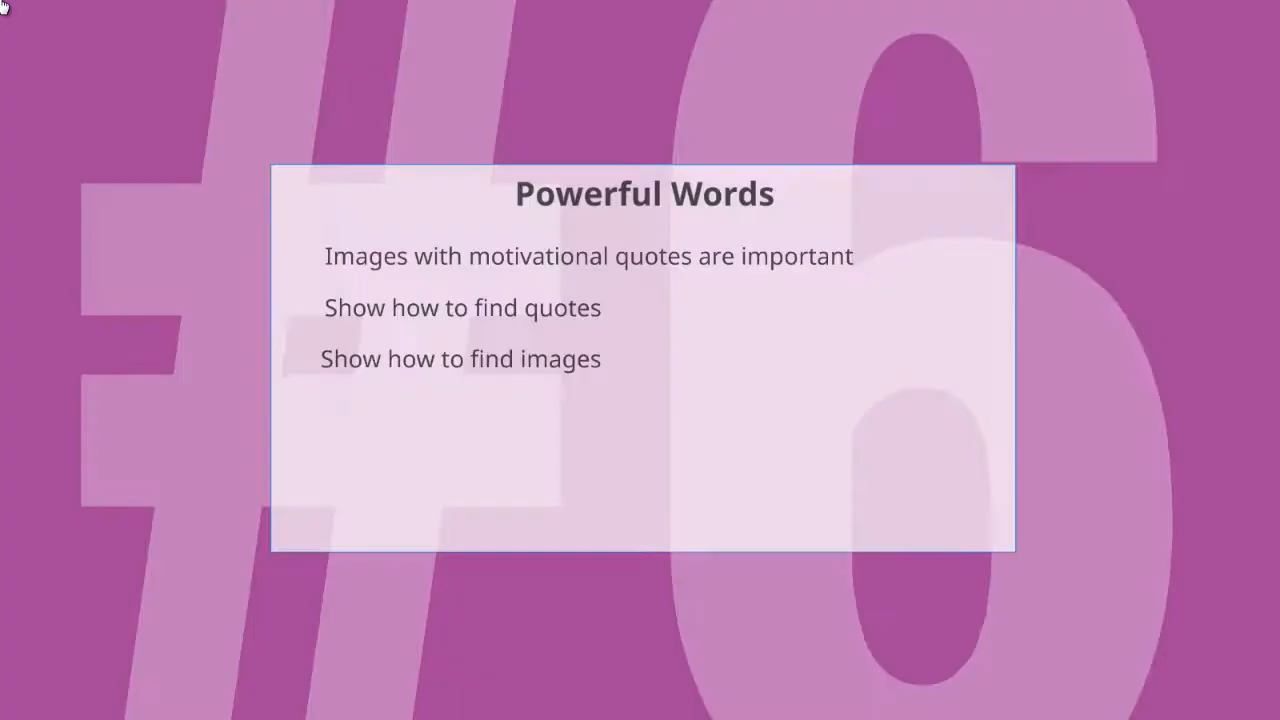 #6
Powerful Words
Images with motivational quotes are important
Show how to find quotes
Show how to find images